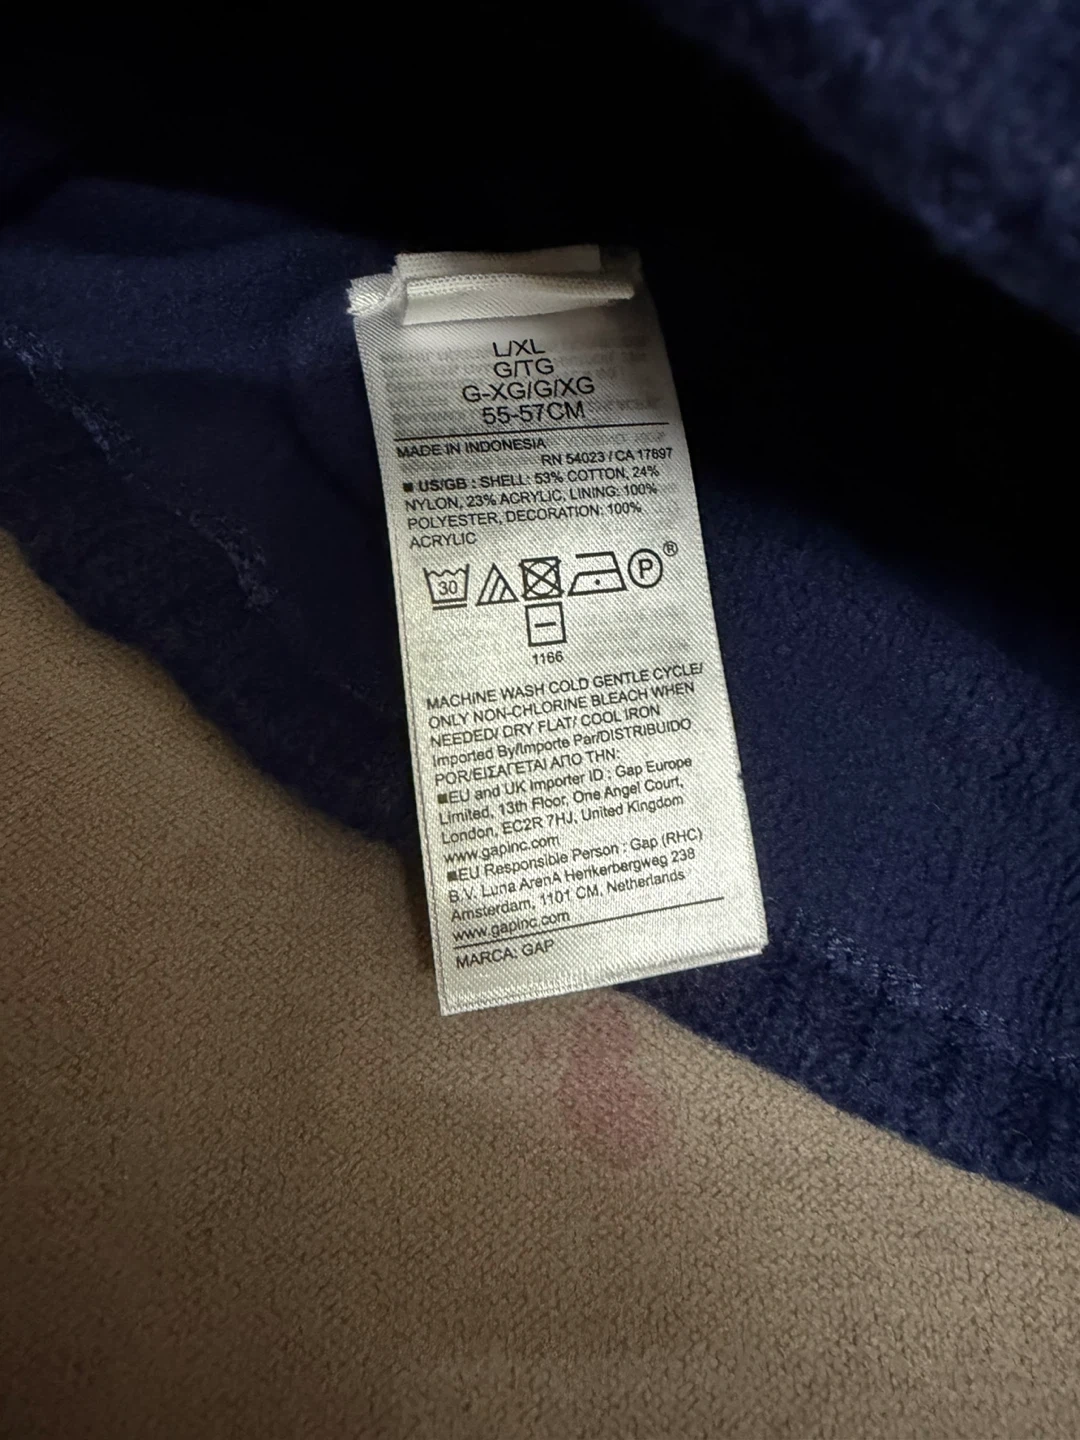 L/XL
G/TG
G-XG/G/XG
55-57CM
MADE IN INDONESIA
RN 54023 / CA 17897
■ US/GB : SHELL: 53% COTTON, 24%
NYLON, 23% ACRYLIC, LINING: 100%
POLYESTER, DECORATION: 100%
ACRYLIC
30 P ®
1166
MACHINE WASH COLD GENTLE CYCLE/
ONLY NON-CHLORINE BLEACH WHEN
NEEDED/ DRY FLAT/ COOL IRON
Imported By/Importe Par/DISTRIBUIDO
POR/ΕΙΣΑΓΕΤΑΙ ΑΠΟ ΤΗΝ:
■EU and UK Importer ID : Gap Europe
Limited, 13th Floor, One Angel Court,
London, EC2R 7HJ, United Kingdom
www.gapinc.com
■EU Responsible Person : Gap (RHC)
B.V. Luna ArenA Herikerbergweg 238
Amsterdam, 1101 CM, Netherlands
www.gapinc.com
MARCA: GAP